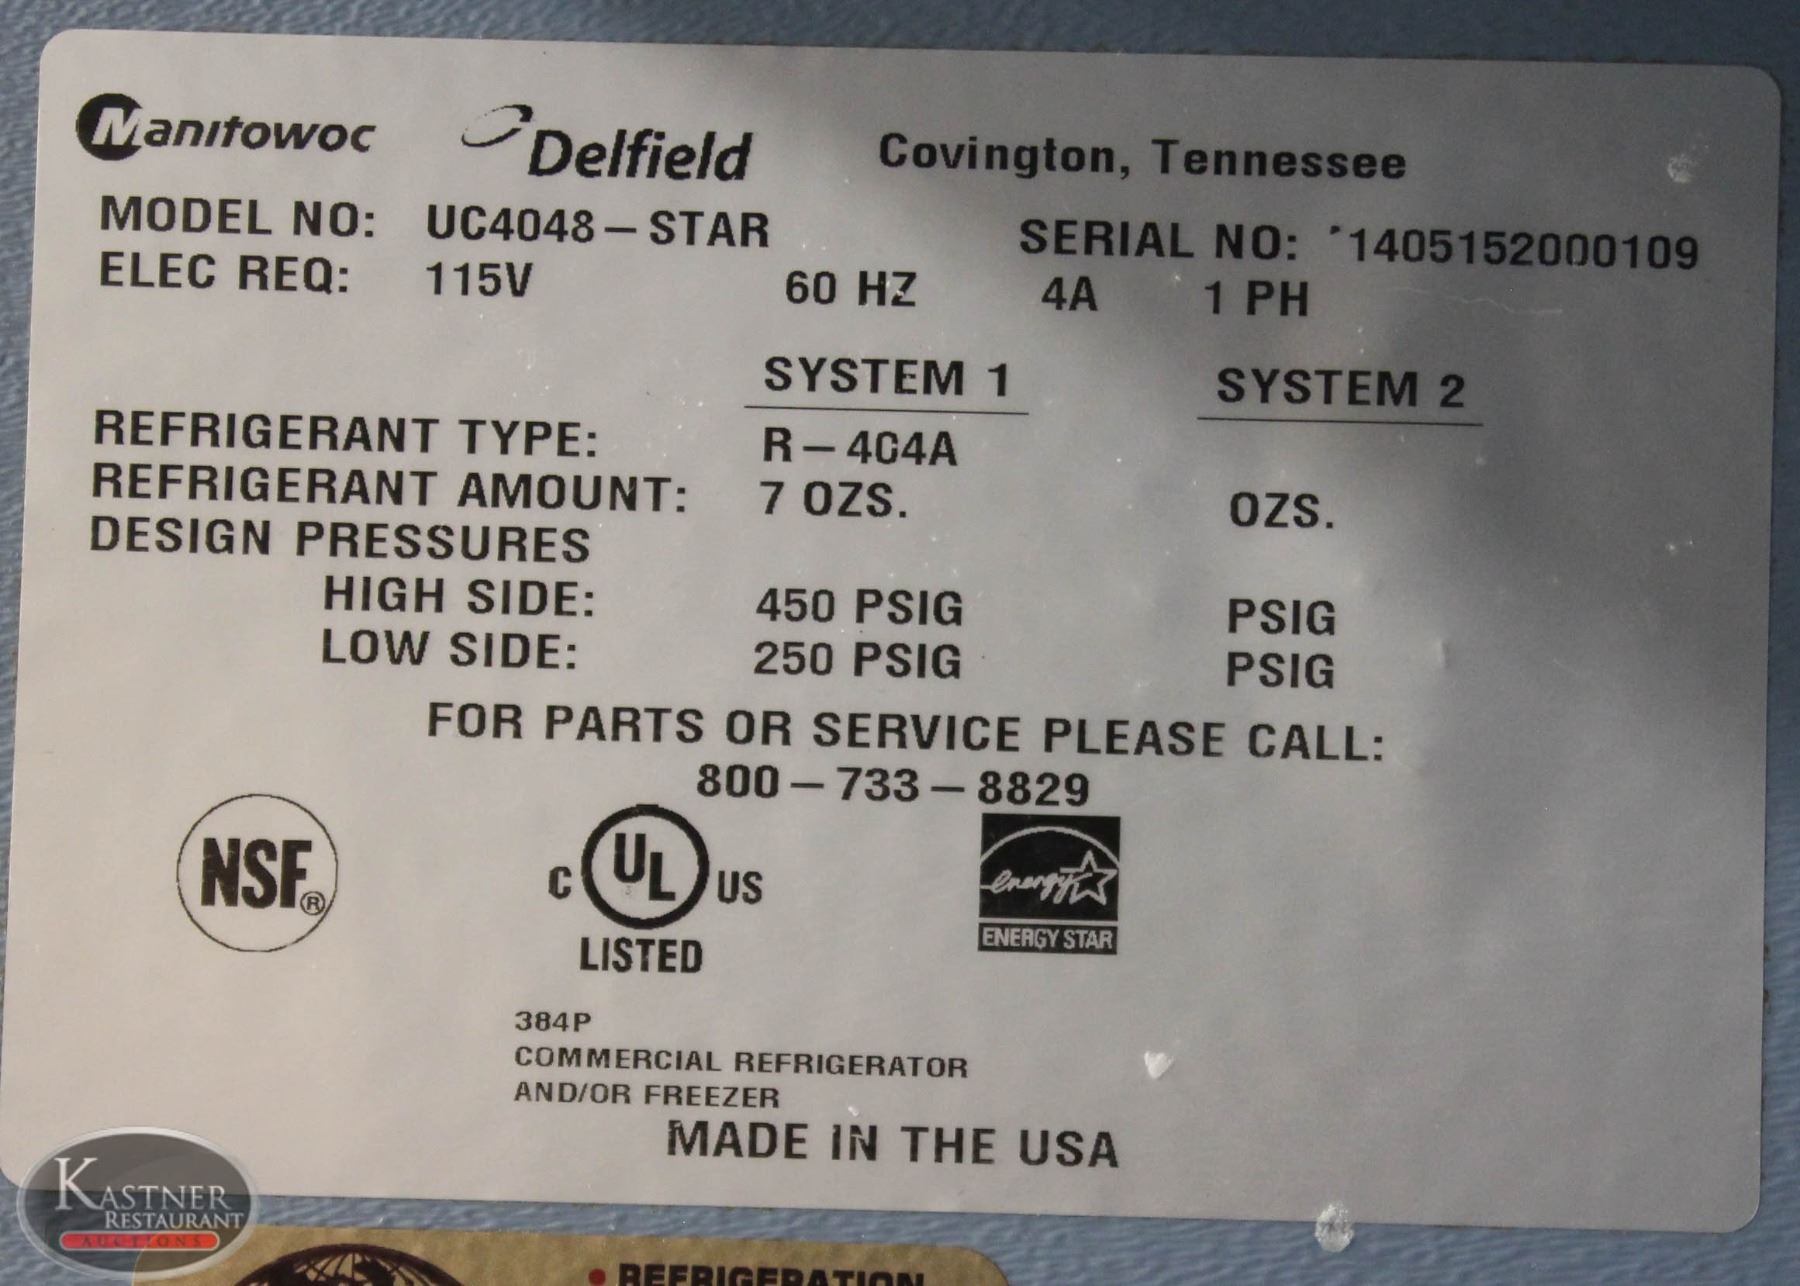 Manitowoc Delfield Covington, Tennessee
MODEL NO: UC4048-STAR SERIAL NO: 1405152000109
ELEC REQ: 115V 60 HZ 4A 1 PH
SYSTEM 1 SYSTEM 2
REFRIGERANT TYPE: R-404A
REFRIGERANT AMOUNT: 7 OZS. OZS.
DESIGN PRESSURES
HIGH SIDE: 450 PSIG PSIG
LOW SIDE: 250 PSIG PSIG
FOR PARTS OR SERVICE PLEASE CALL:
800-733-8829
NSF® C UL US energy
LISTED ENERGY STAR
384P
COMMERCIAL REFRIGERATOR
AND/OR FREEZER
MADE IN THE USA
KASTNER
RESTAURANT
AUCTIONS
• REFRIGERATION